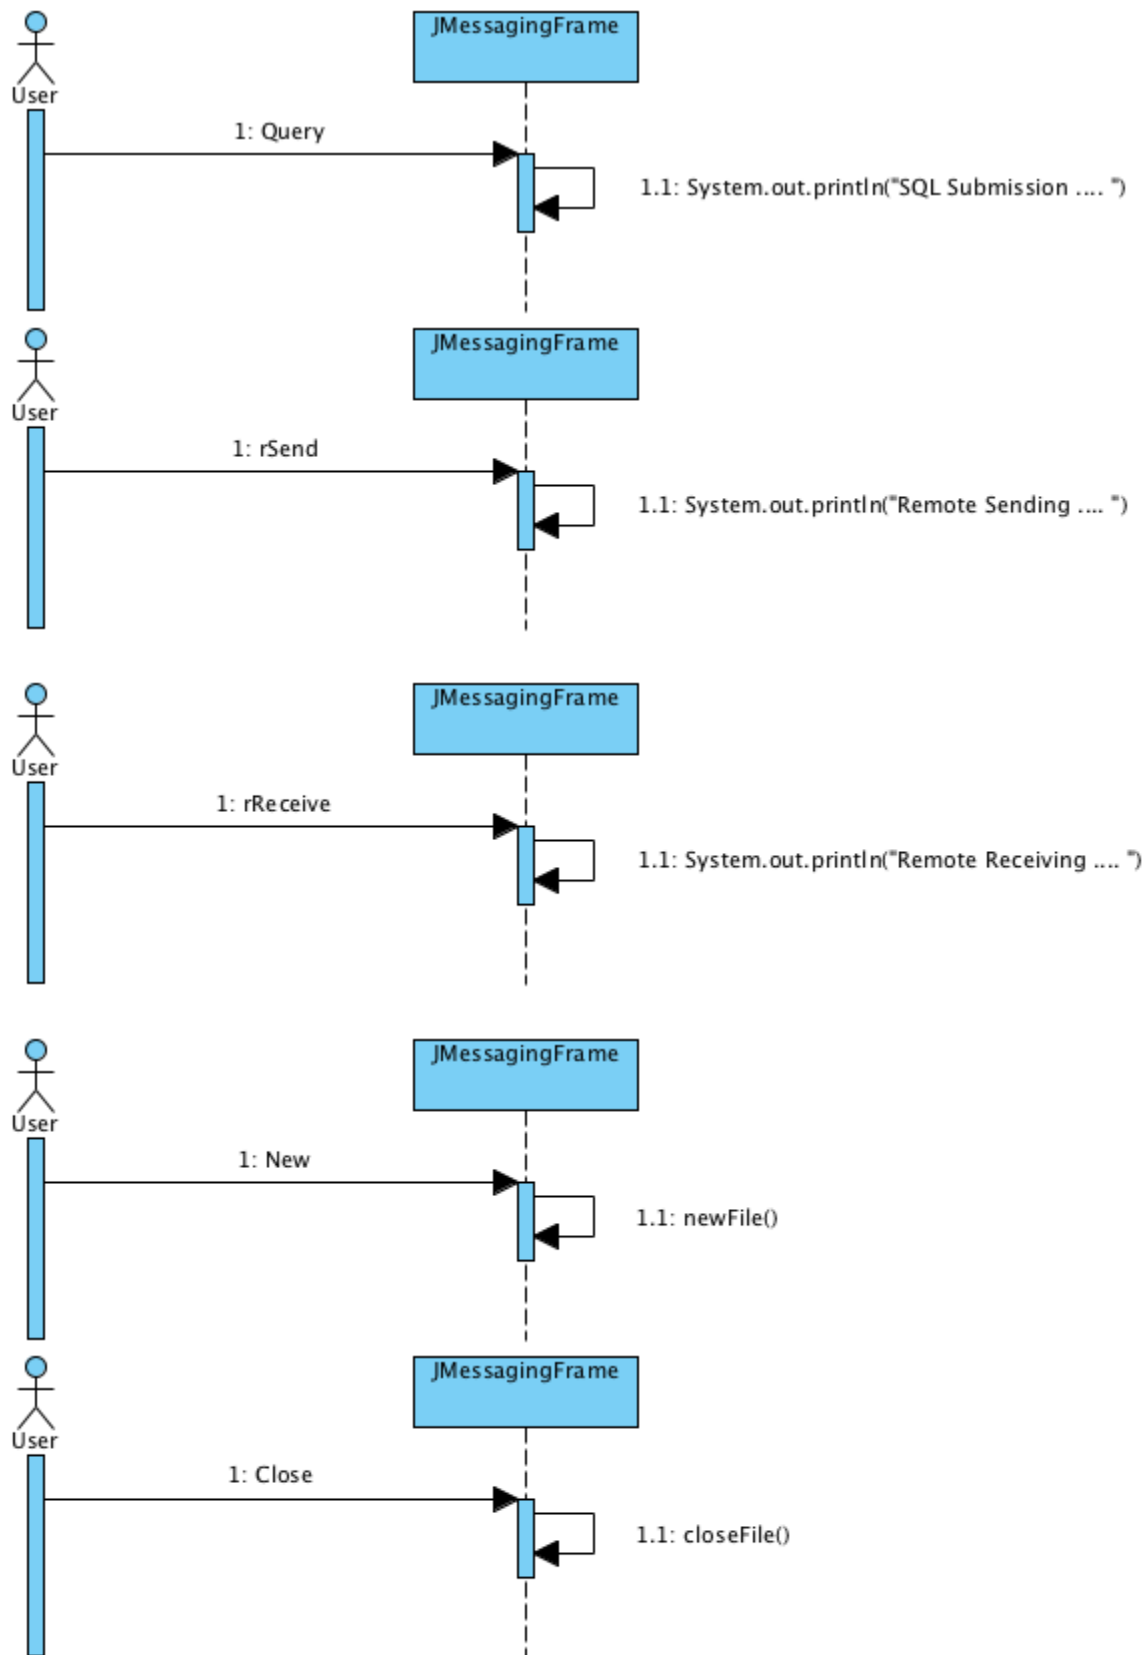 JMessagingFrame
User
1: Query
1.1: System.out.println("SQL Submission .... ")
JMessagingFrame
User
1: rSend
1.1: System.out.println("Remote Sending .... ")
JMessagingFrame
User
1: rReceive
1.1: System.out.println("Remote Receiving .... ")
JMessagingFrame
User
1: New
1.1: newFile()
JMessagingFrame
User
1: Close
1.1: closeFile()